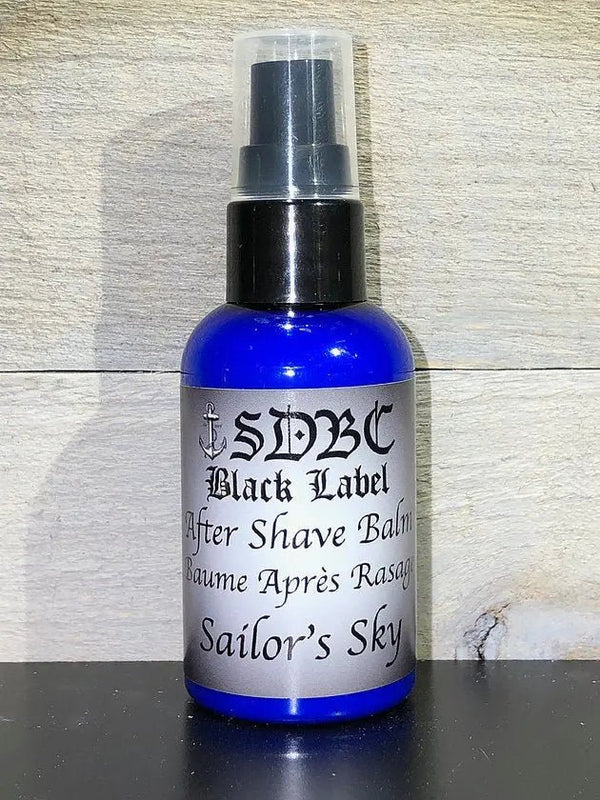 SDBC
Black Label
After Shave Balm
Baume Après Rasage
Sailor's Sky